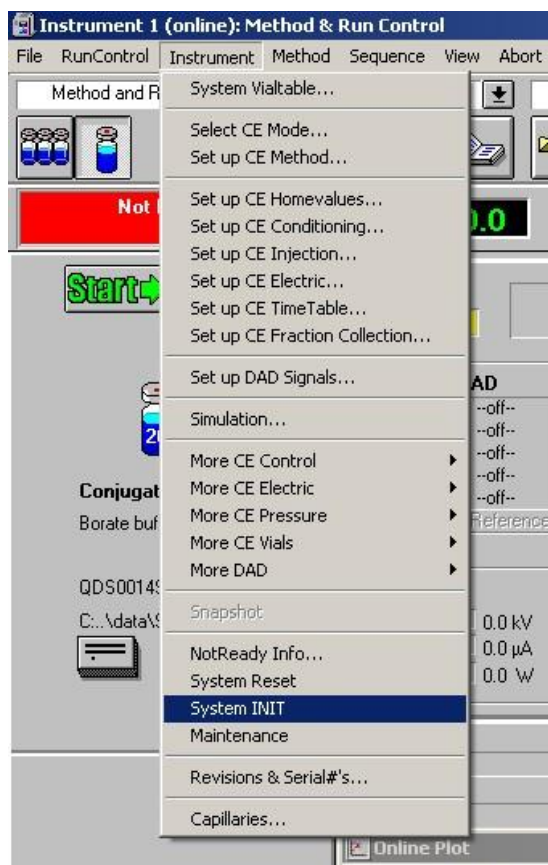 Instrument 1 (online): Method & Run Control
File RunControl Instrument Method Sequence View Abort
Method and R
System Vialtable...
Select CE Mode...
Set up CE Method...
Not
Set up CE Homevalues...
Set up CE Conditioning...
.0
Set up CE Injection...
Start
Set up CE Electric...
Set up CE TimeTable...
Set up CE Fraction Collection...
Set up DAD Signals...
AD
--off--
Simulation...
--off--
--off--
More CE Control
--off--
Conjugat
More CE Electric
--off--
Borate buf
More CE Pressure
Reference
More CE Vials
More DAD
QDS0014
Snapshot
C:..\data\
0.0 kV
NotReady Info...
0.0 µA
System Reset
0.0 W
System INIT
Maintenance
Revisions & Serial#'s...
Capillaries...
Online Plot